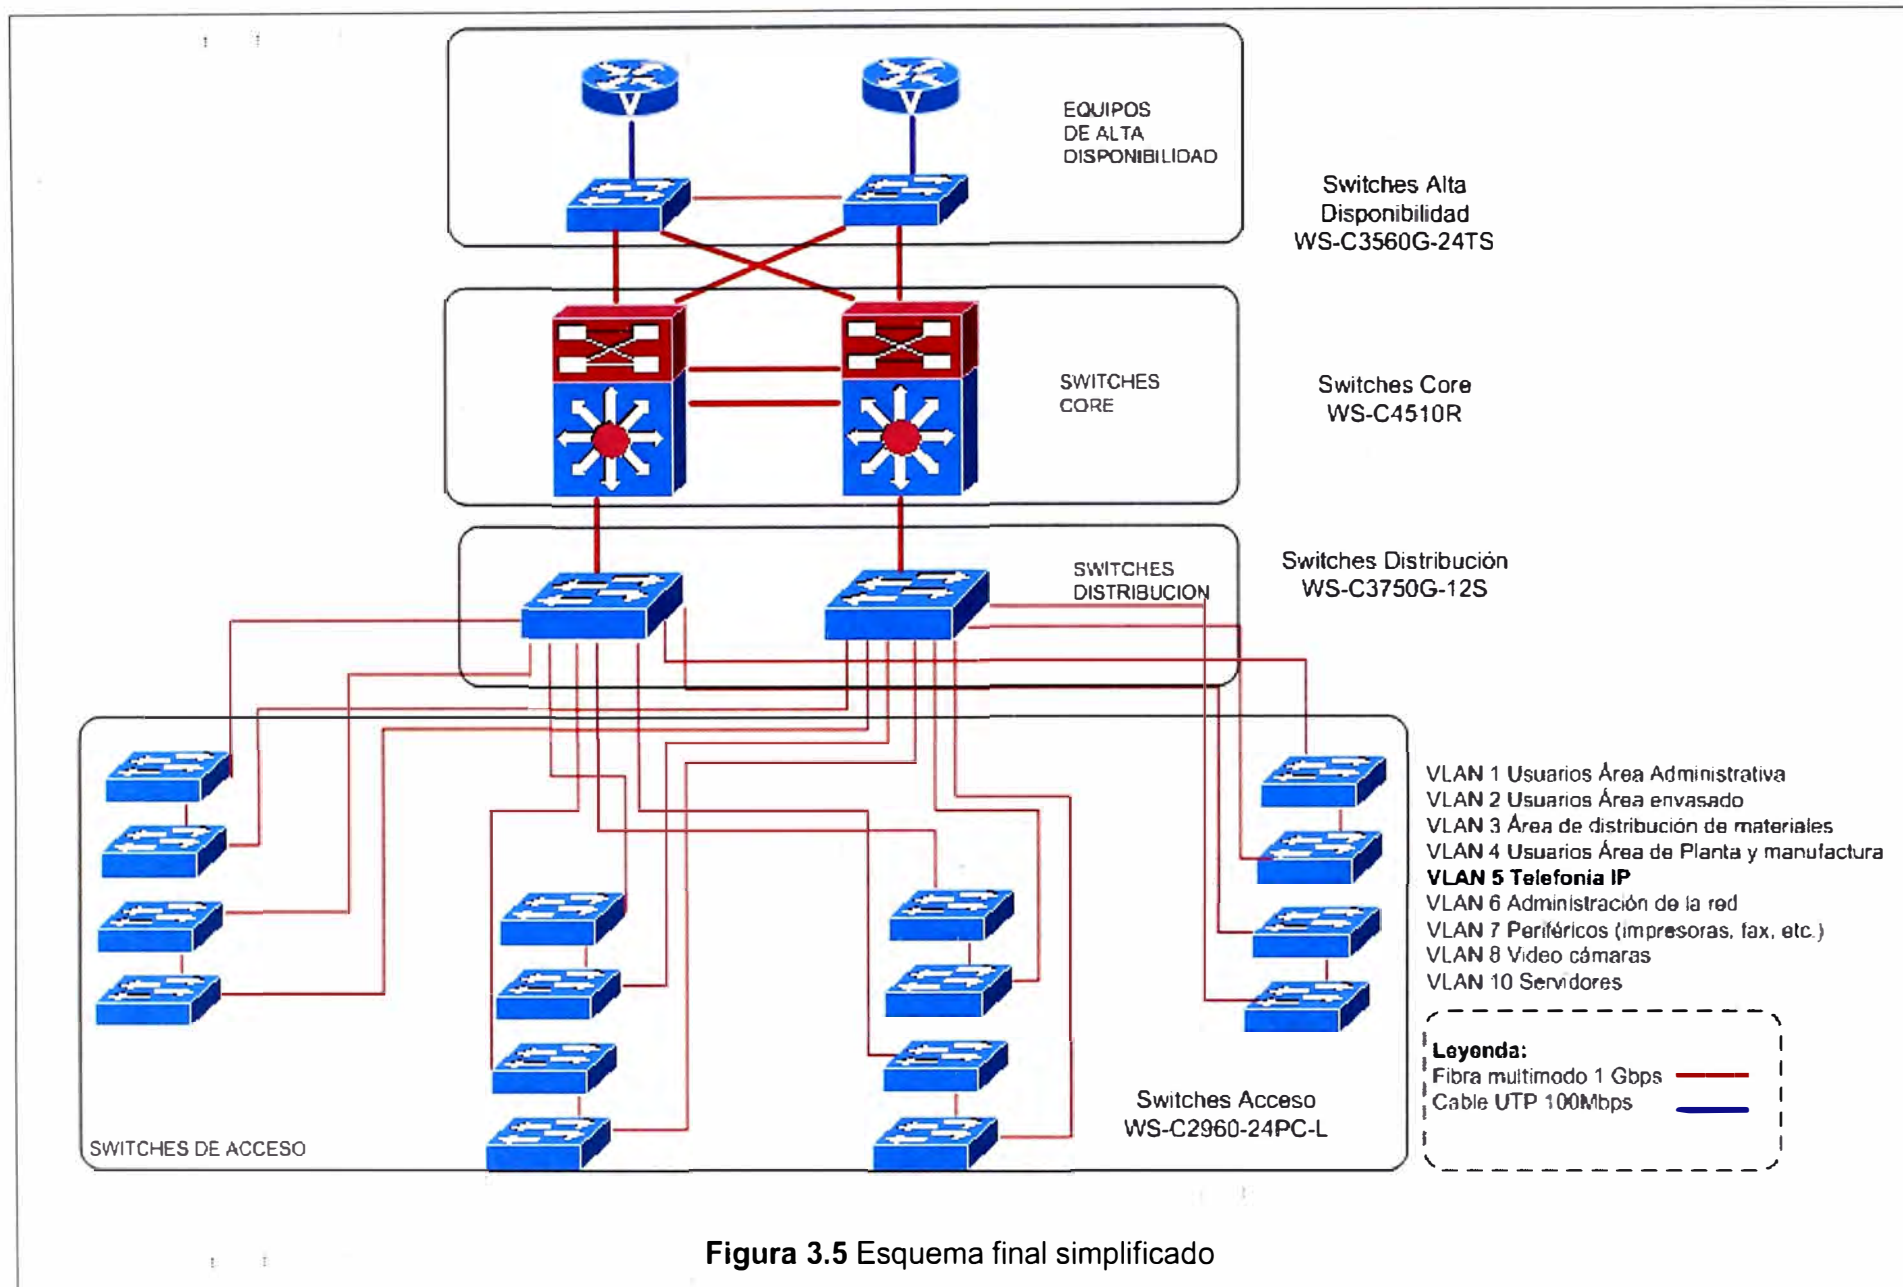 EQUIPOS
DE ALTA
DISPONIBILIDAD
Switches Alta
Disponibilidad
WS-C3560G-24TS
SWITCHES
CORE
Switches Core
WS-C4510R
SWITCHES
DISTRIBUCION
Switches Distribución
WS-C3750G-12S
VLAN 1 Usuarios Área Administrativa
VLAN 2 Usuarios Área envasado
VLAN 3 Área de distribución de materiales
VLAN 4 Usuarios Área de Planta y manufactura
VLAN 5 Telefonía IP
VLAN 6 Administración de la red
VLAN 7 Periféricos (impresoras, fax, etc.)
VLAN 8 Video cámaras
VLAN 10 Servidores
Leyenda:
Fibra multimodo 1 Gbps
Cable UTP 100Mbps
Switches Acceso
WS-C2960-24PC-L
SWITCHES DE ACCESO
Figura 3.5 Esquema final simplificado